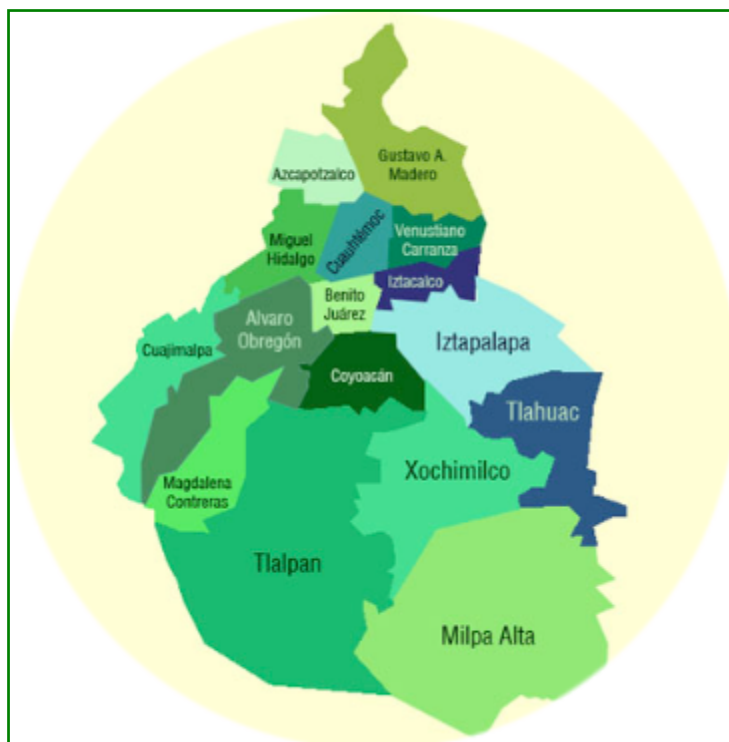 Gustavo A.
Madero
Azcapotzalco
Miguel
Hidalgo
Cuauhtémoc
Venustiano
Carranza
Iztacalco
Benito
Juárez
Alvaro
Obregón
Cuajimalpa
Iztapalapa
Coyoacán
Tlahuac
Xochimilco
Magdalena
Contreras
Tlalpan
Milpa Alta